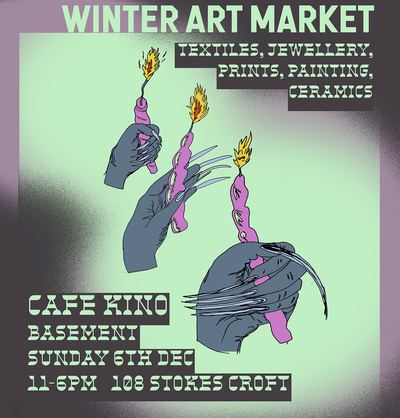 WINTER ART MARKET
TEXTILES, JEWELLERY,
PRINTS, PAINTING,
CERAMICS
CAFE KINO
BASEMENT
SUNDAY 6TH DEC
11-6PM 108 STOKES CROFT